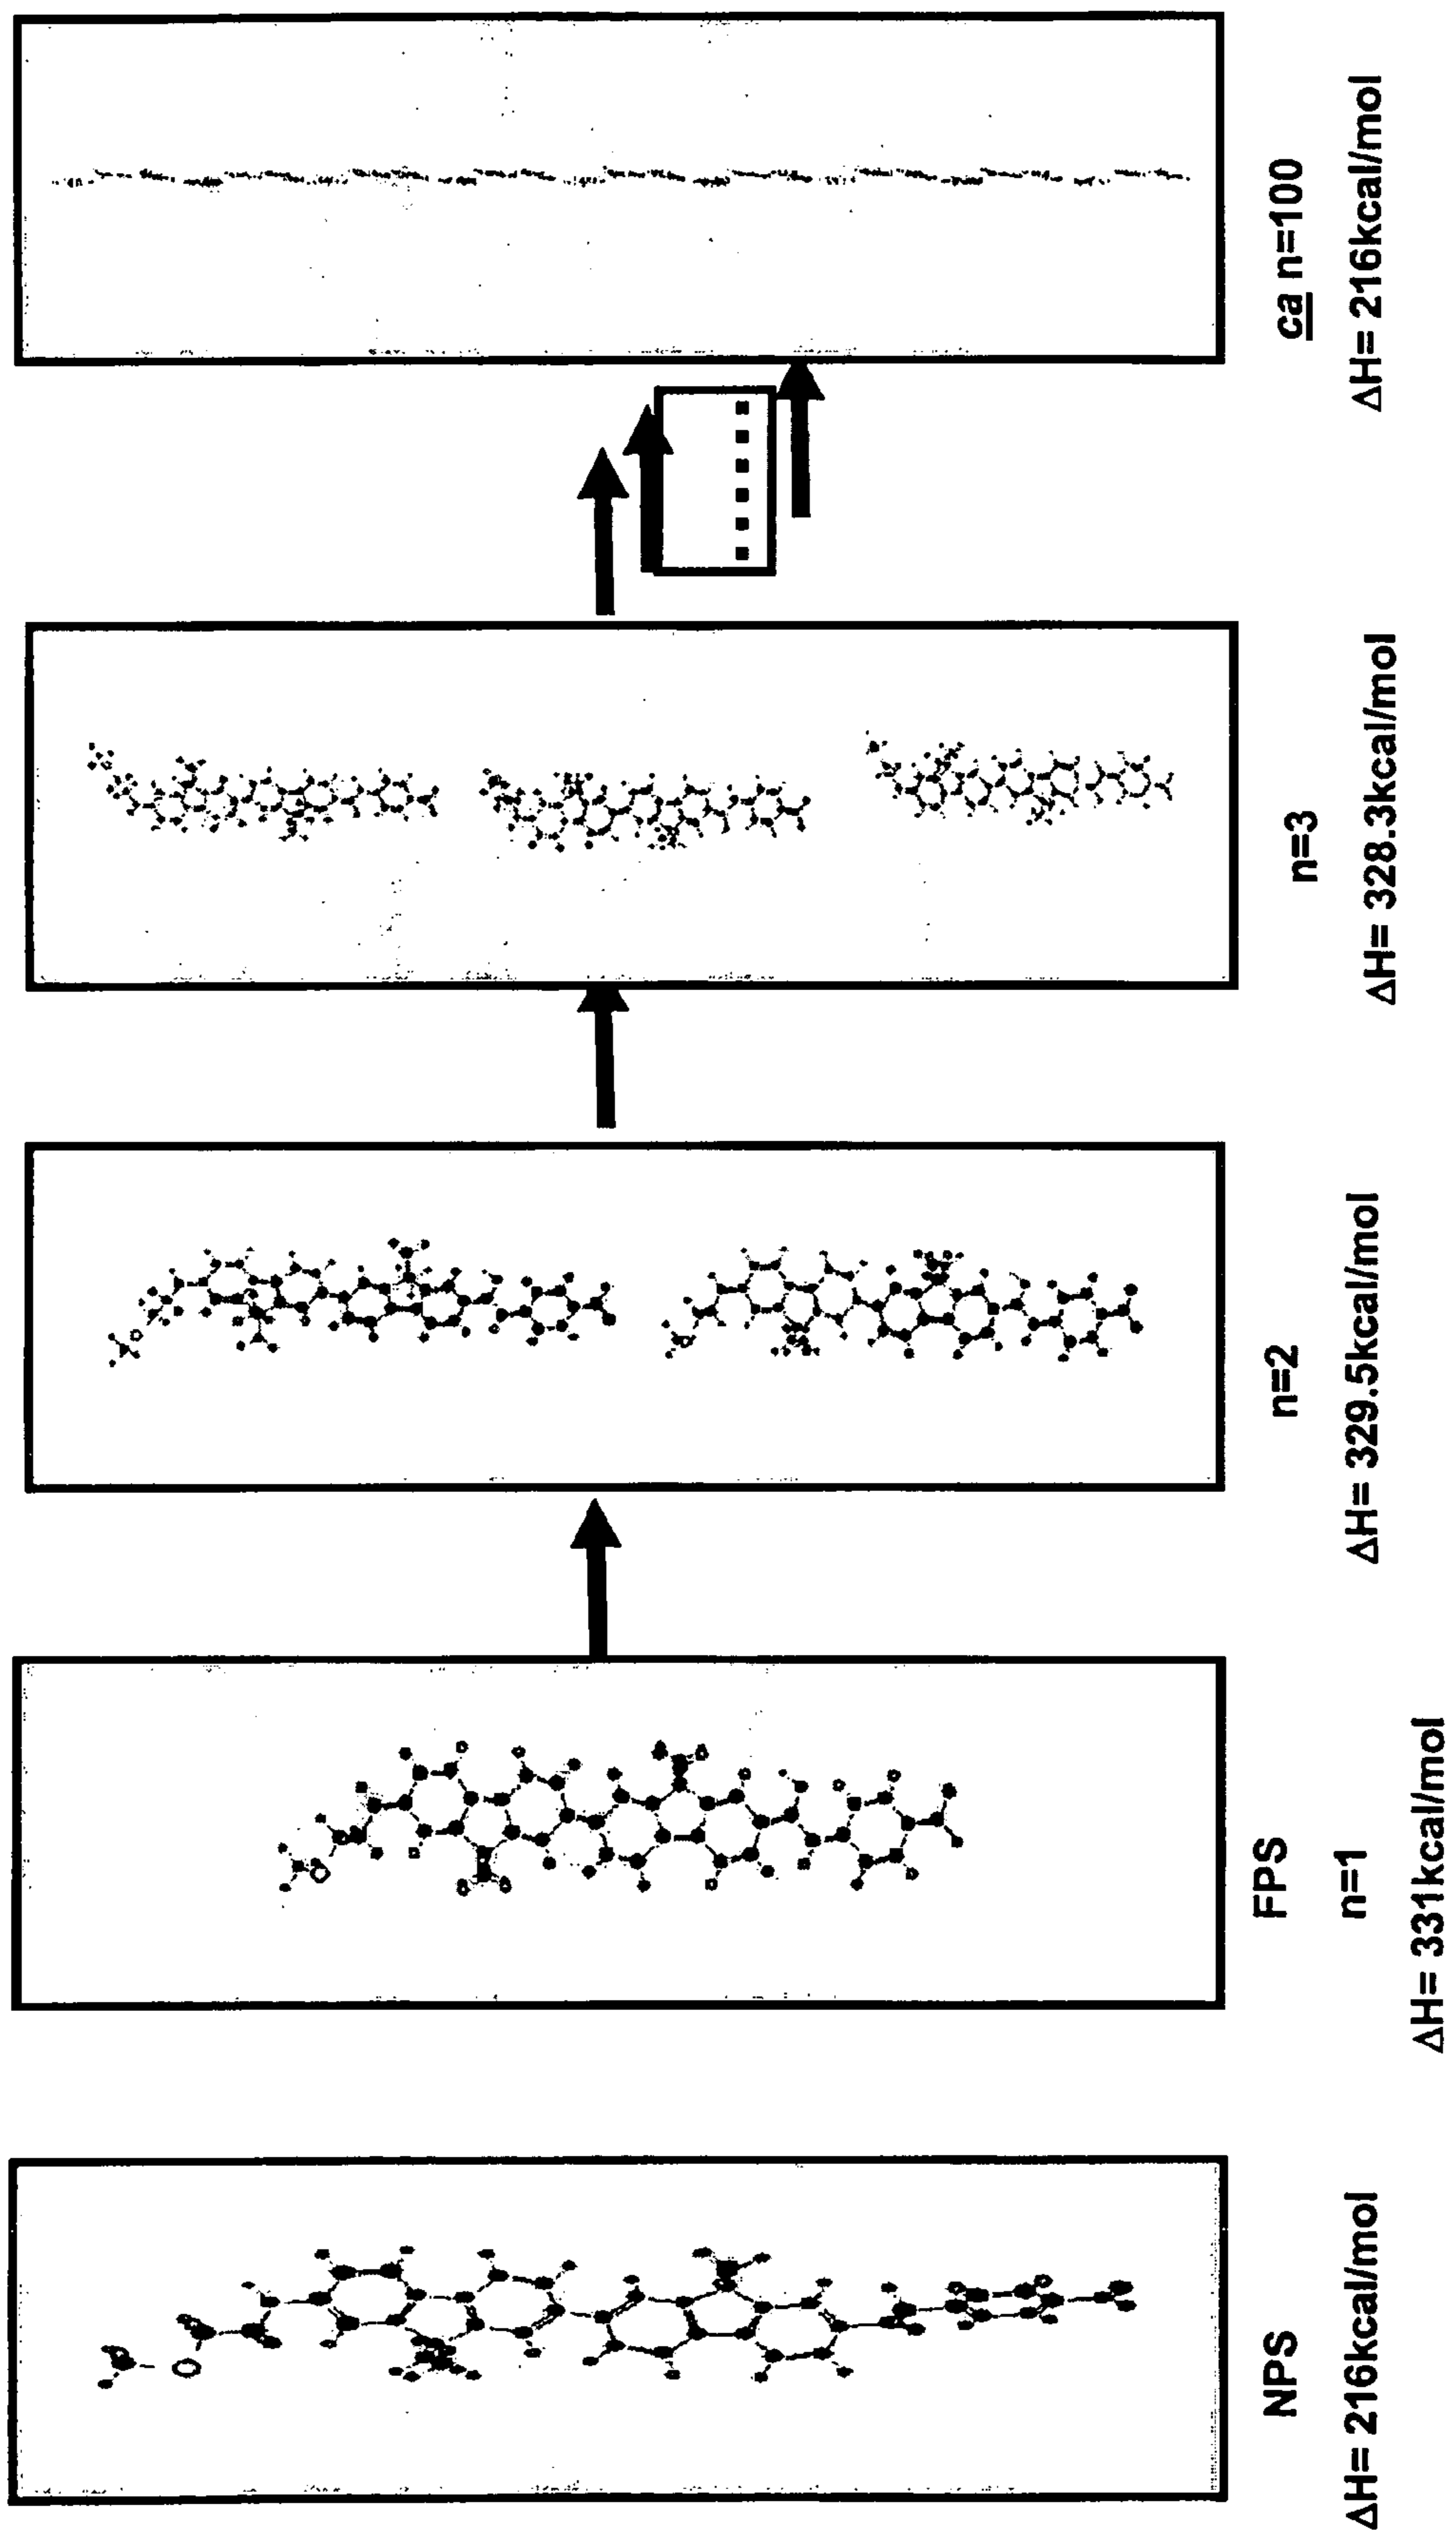 NPS
ΔH= 216kcal/mol
FPS
n=1
ΔH= 331kcal/mol
n=2
ΔH= 329.5kcal/mol
n=3
ΔH= 328.3kcal/mol
ca n=100
ΔH= 216kcal/mol